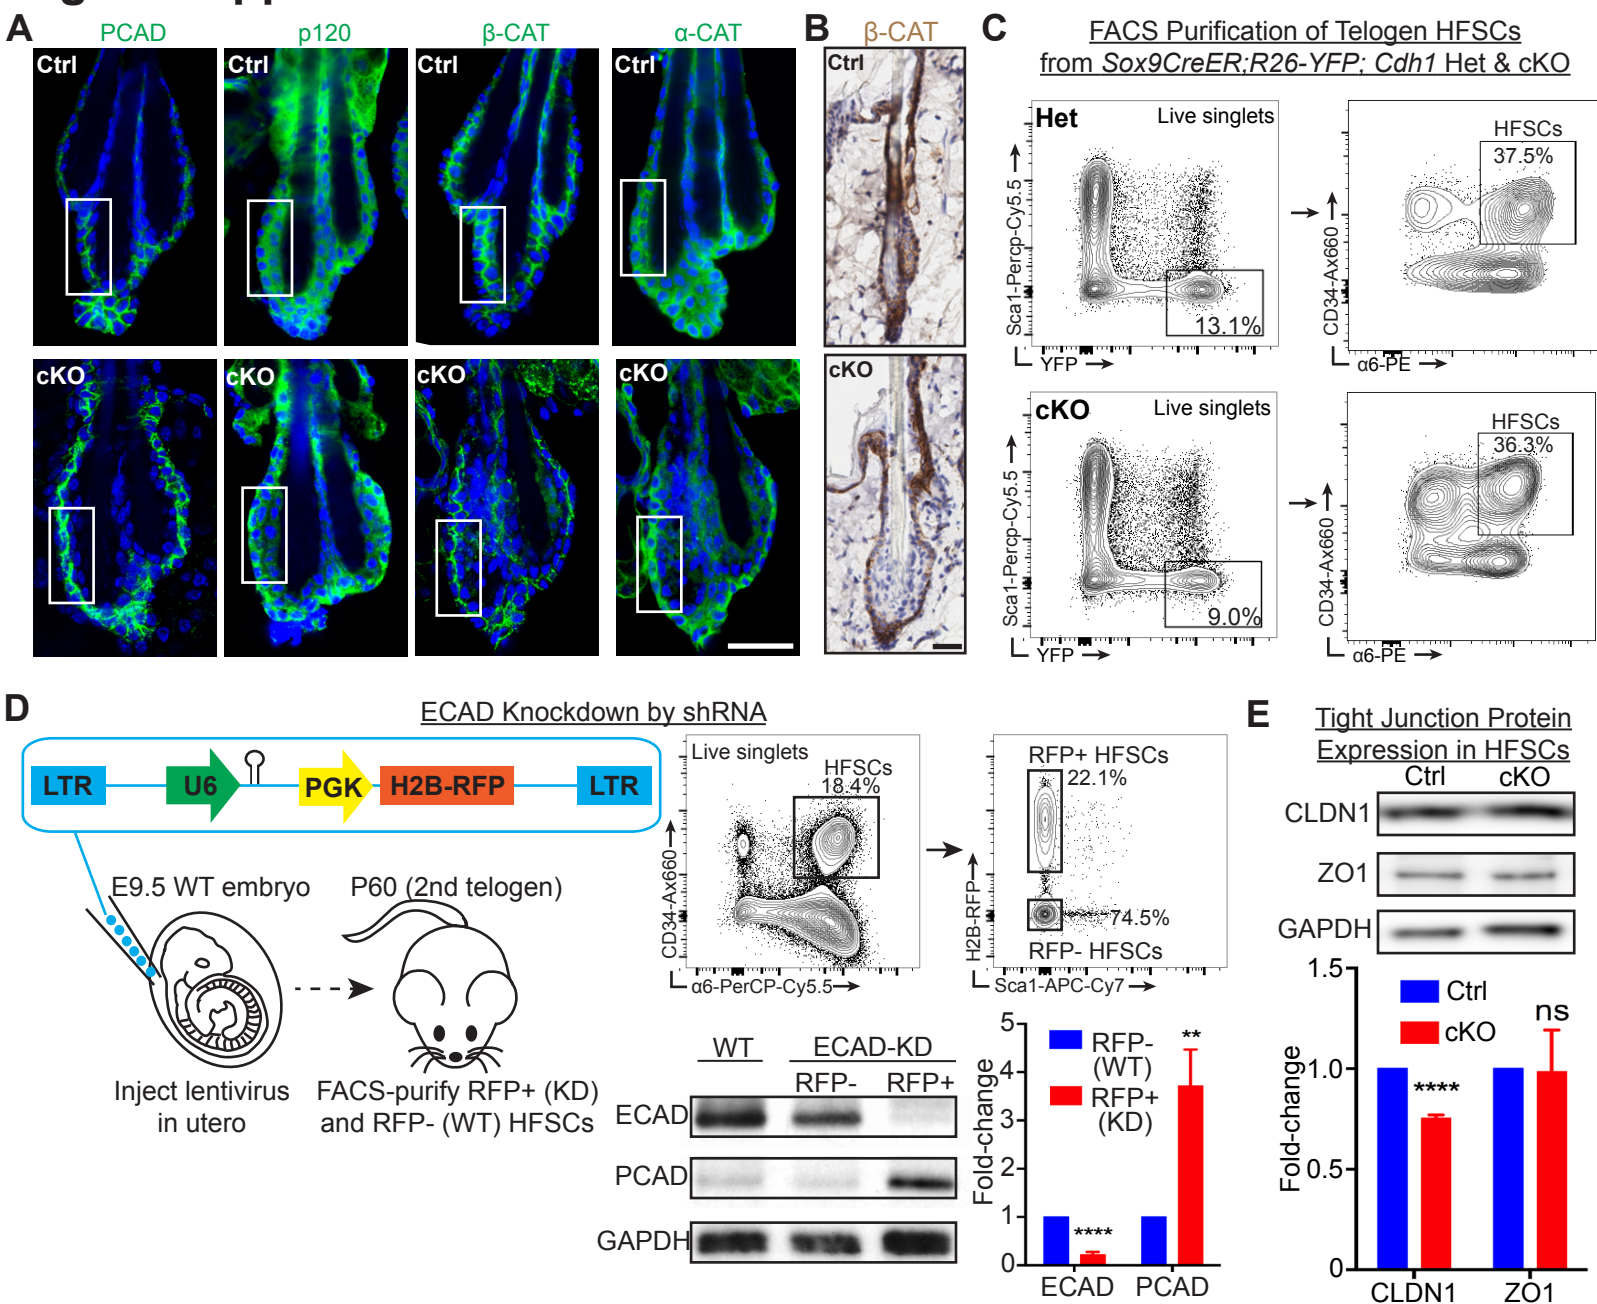 A
PCAD
p120
β-CAT
α-CAT
Ctrl
Ctrl
Ctrl
Ctrl
cKO
cKO
cKO
cKO
B
β-CAT
Ctrl
cKO
C
FACS Purification of Telogen HFSCs
from Sox9CreER;R26-YFP; Cdh1 Het & cKO
Het
Live singlets
13.1%
Sca1-Percp-Cy5.5
YFP
HFSCs
37.5%
CD34-Ax660
α6-PE
cKO
Live singlets
9.0%
Sca1-Percp-Cy5.5
YFP
HFSCs
36.3%
CD34-Ax660
α6-PE
D
ECAD Knockdown by shRNA
LTR
U6
PGK
H2B-RFP
LTR
E9.5 WT embryo
P60 (2nd telogen)
Inject lentivirus
in utero
FACS-purify RFP+ (KD)
and RFP- (WT) HFSCs
Live singlets
HFSCs
18.4%
CD34-Ax660
α6-PerCP-Cy5.5
RFP+ HFSCs
22.1%
74.5%
RFP- HFSCs
H2B-RFP
Sca1-APC-Cy7
WT
ECAD-KD
RFP-
RFP+
ECAD
PCAD
GAPDH
Fold-change
5
4
3
2
1
0
RFP-
(WT)
RFP+
(KD)
****
**
ECAD
PCAD
E
Tight Junction Protein
Expression in HFSCs
Ctrl
cKO
CLDN1
ZO1
GAPDH
Fold-change
1.5
1.0
0.5
0
Ctrl
cKO
****
ns
CLDN1
ZO1